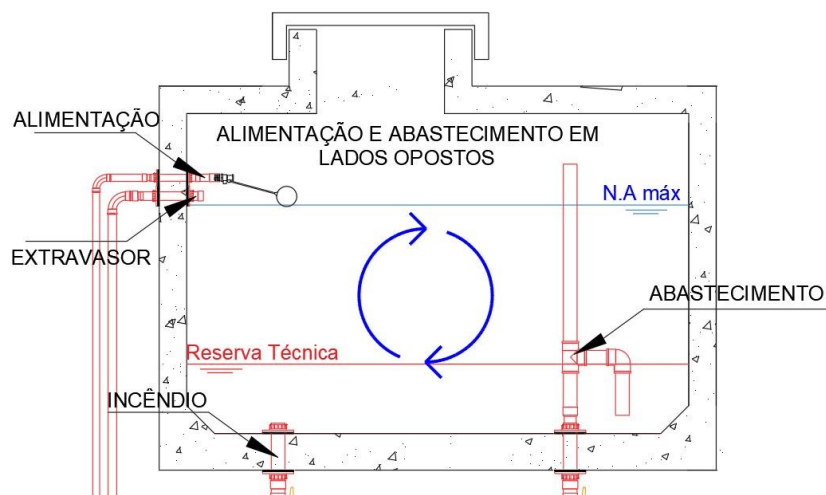 ALIMENTAÇÃO
ALIMENTAÇÃO E ABASTECIMENTO EM
LADOS OPOSTOS
N.A máx
EXTRAVASOR
ABASTECIMENTO
Reserva Técnica
INCÊNDIO